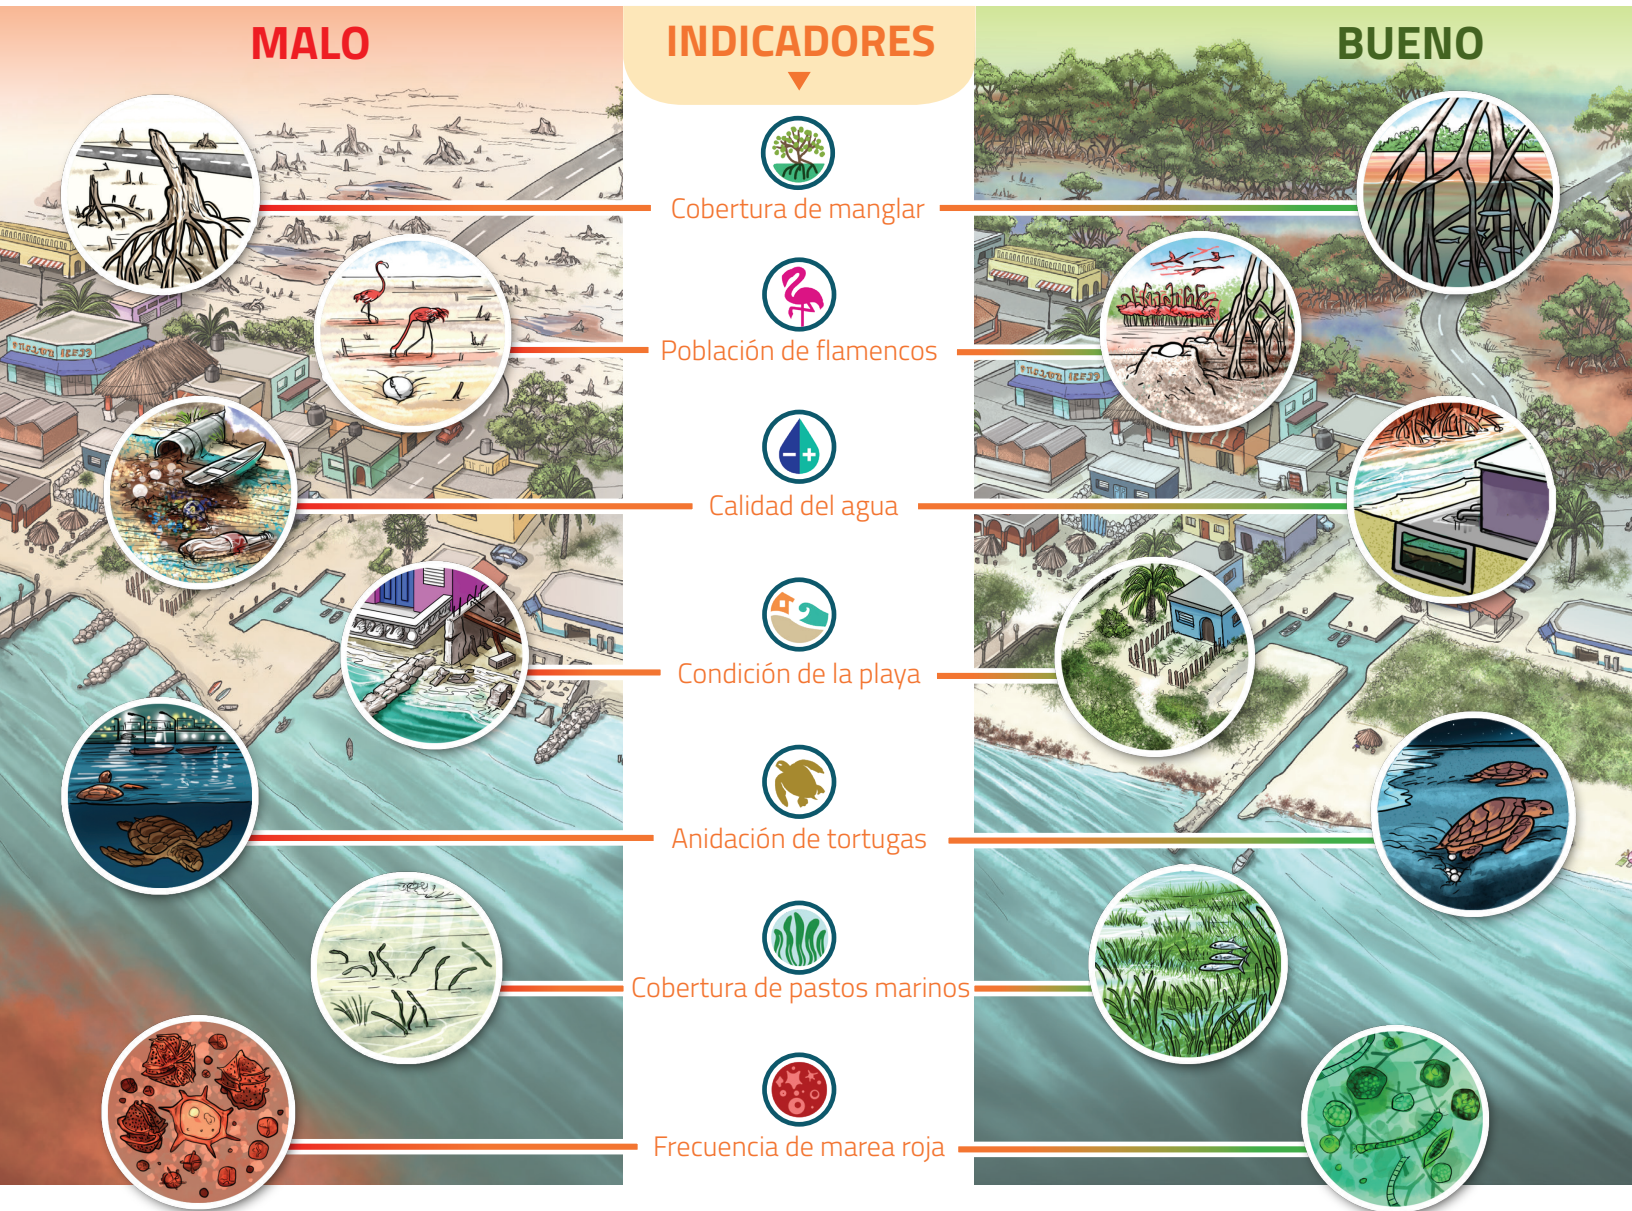 MALO
INDICADORES
BUENO
Cobertura de manglar
Población de flamencos
Calidad del agua
Condición de la playa
Anidación de tortugas
Cobertura de pastos marinos
Frecuencia de marea roja